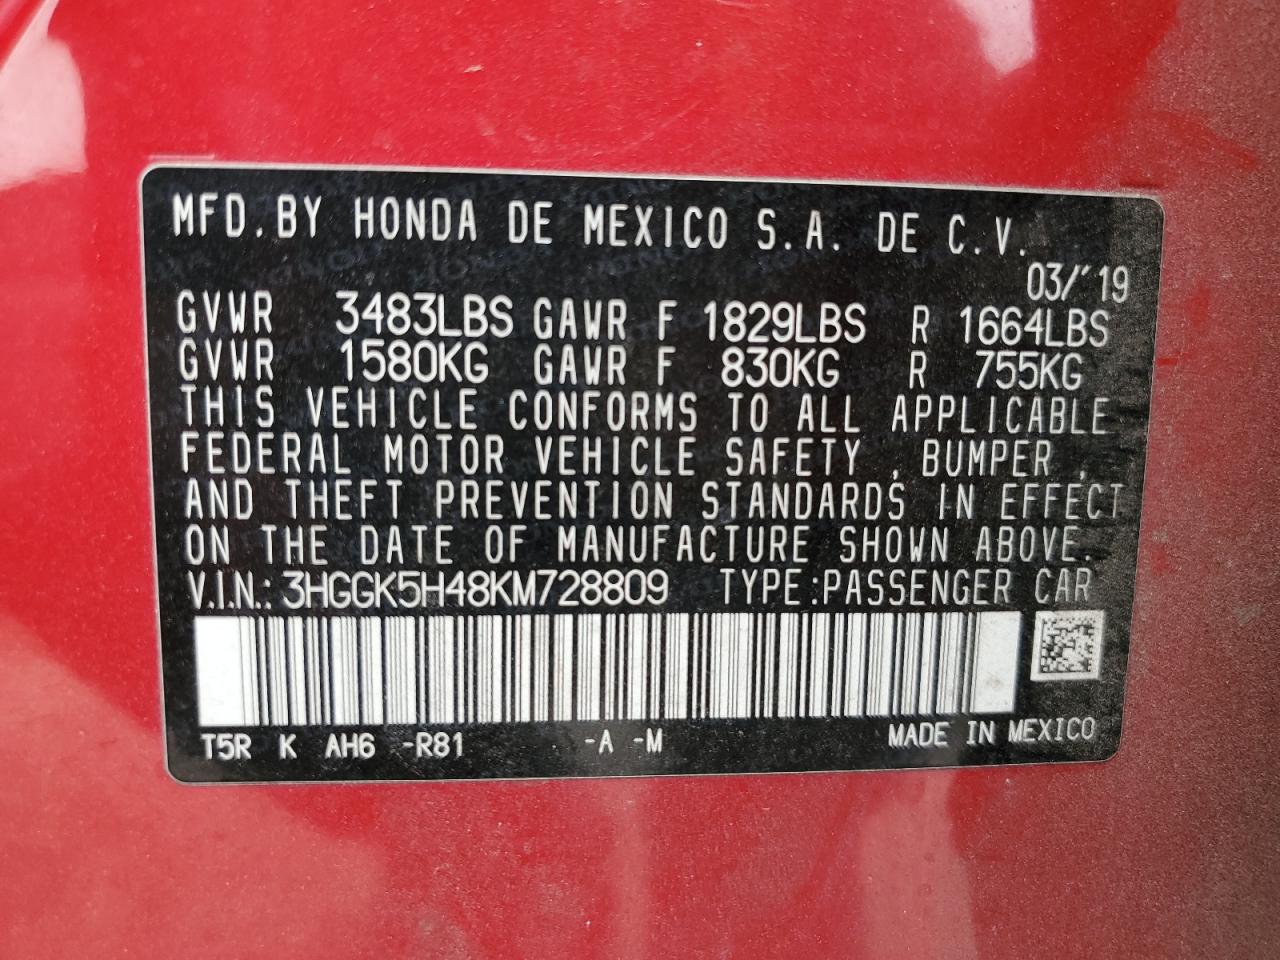 MFD. BY HONDA DE MEXICO S.A. DE C.V.
03/'19
GVWR 3483LBS GAWR F 1829LBS R 1664LBS
GVWR 1580KG GAWR F 830KG R 755KG
THIS VEHICLE CONFORMS TO ALL APPLICABLE
FEDERAL MOTOR VEHICLE SAFETY , BUMPER ,
AND THEFT PREVENTION STANDARDS IN EFFECT
ON THE DATE OF MANUFACTURE SHOWN ABOVE.
V.I.N.: 3HGGK5H48KM728809 TYPE:PASSENGER CAR
T5R K AH6 -R81 -A -M MADE IN MEXICO